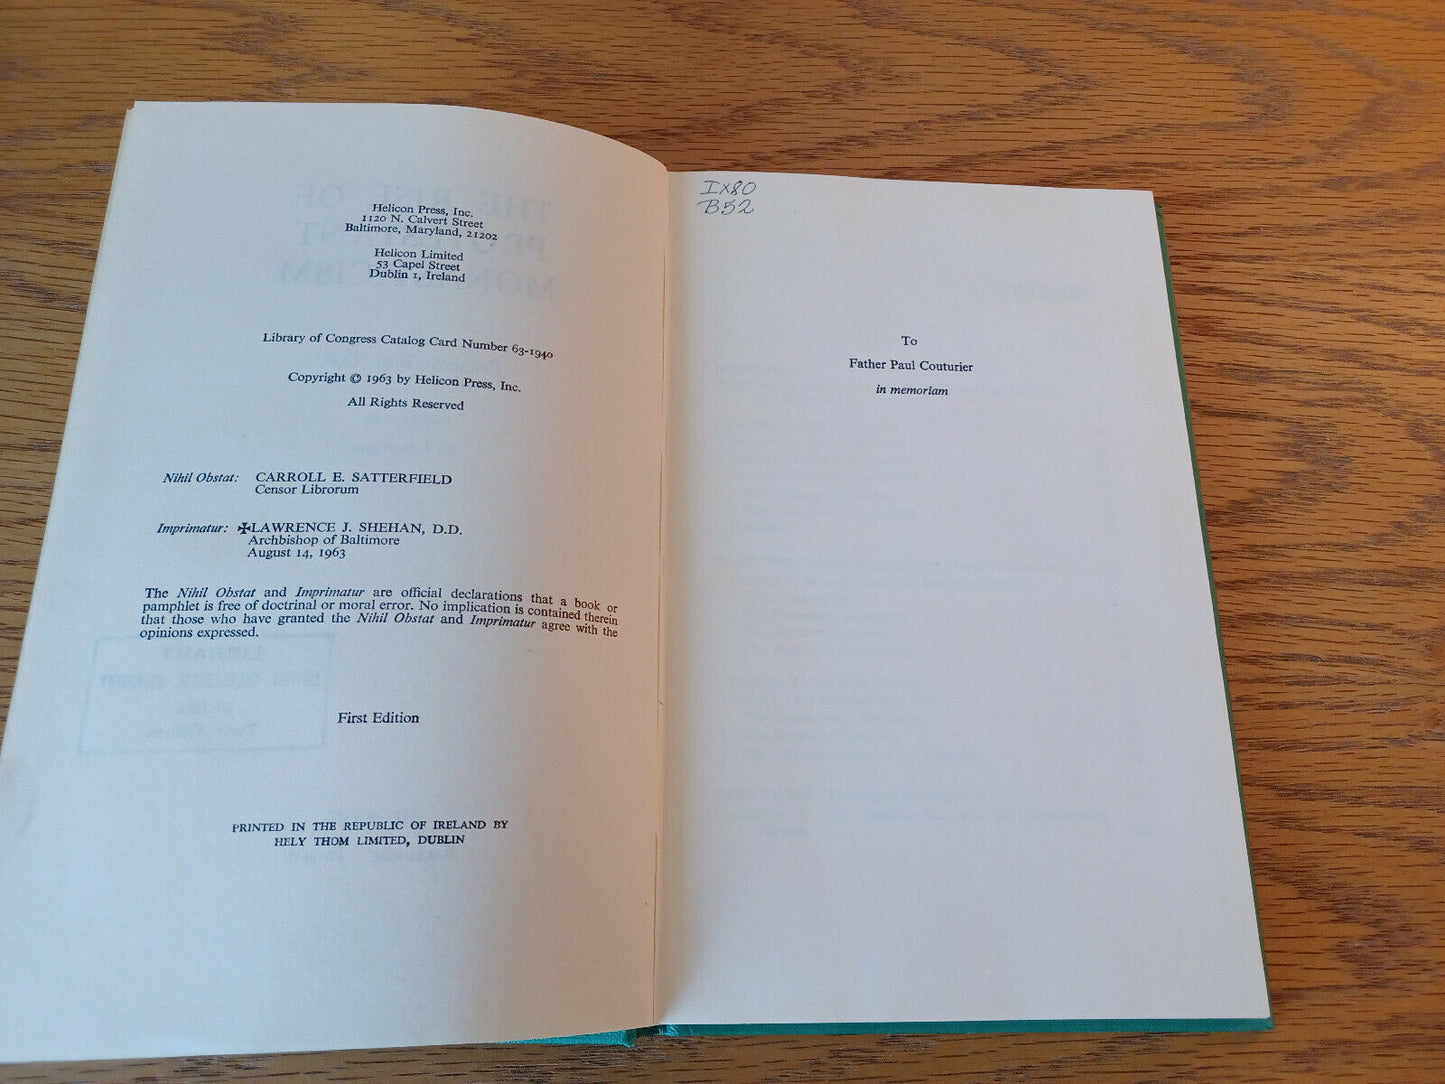 Helicon Press, Inc.
1120 N. Calvert Street
Baltimore, Maryland, 21202
Helicon Limited
53 Capel Street
Dublin 1, Ireland
Library of Congress Catalog Card Number 63-1940
Copyright © 1963 by Helicon Press, Inc.
All Rights Reserved
Nihil Obstat: CARROLL E. SATTERFIELD
Censor Librorum
Imprimatur: ✠LAWRENCE J. SHEHAN, D.D.
Archbishop of Baltimore
August 14, 1963
The Nihil Obstat and Imprimatur are official declarations that a book or
pamphlet is free of doctrinal or moral error. No implication is contained therein
that those who have granted the Nihil Obstat and Imprimatur agree with the
opinions expressed.
First Edition
PRINTED IN THE REPUBLIC OF IRELAND BY
HELY THOM LIMITED, DUBLIN
IX80
B52
To
Father Paul Couturier
in memoriam